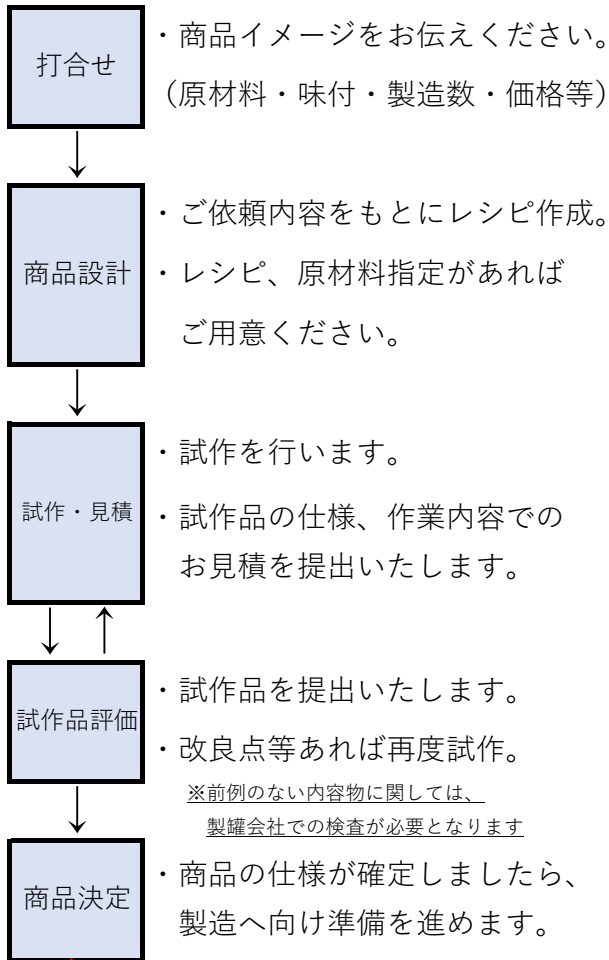 打合せ
・商品イメージをお伝えください。
（原材料・味付・製造数・価格等）
商品設計
・ご依頼内容をもとにレシピ作成。
・レシピ、原材料指定があれば
ご用意ください。
試作・見積
・試作を行います。
・試作品の仕様、作業内容での
お見積を提出いたします。
試作品評価
・試作品を提出いたします。
・改良点等あれば再度試作。
※前例のない内容物に関しては、
製罐会社での検査が必要となります
商品決定
・商品の仕様が確定しましたら、
製造へ向け準備を進めます。